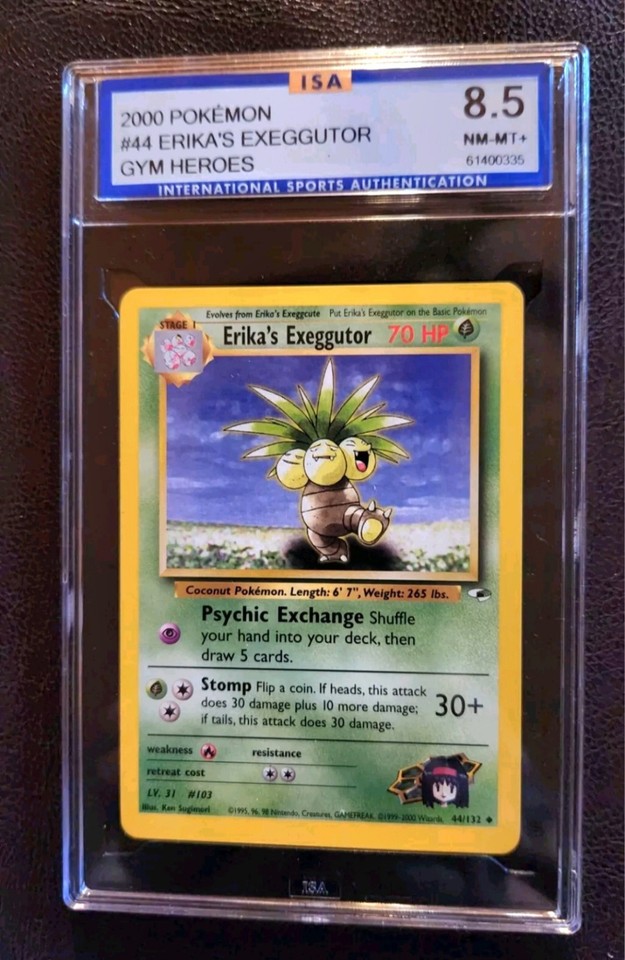 ISA
2000 POKÉMON
8.5
#44 ERIKA'S EXEGGUTOR
NM-MT+
GYM HEROES
61400335
INTERNATIONAL SPORTS AUTHENTICATION
Evolves from Erika's Exeggcute Put Erika's Exeggutor on the Basic Pokémon
STAGE 1
Erika's Exeggutor 70 HP
Coconut Pokémon. Length: 6' 7", Weight: 265 lbs.
Psychic Exchange Shuffle
your hand into your deck, then
draw 5 cards.
Stomp Flip a coin. If heads, this attack
does 30 damage plus 10 more damage;
if tails, this attack does 30 damage.
30+
weakness resistance
retreat cost
LV. 31 #103
Illus. Ken Sugimori
©1995, 96, 98 Nintendo, Creatures, GAMEFREAK. ©1999-2000 Wizards. 44/132
ISA